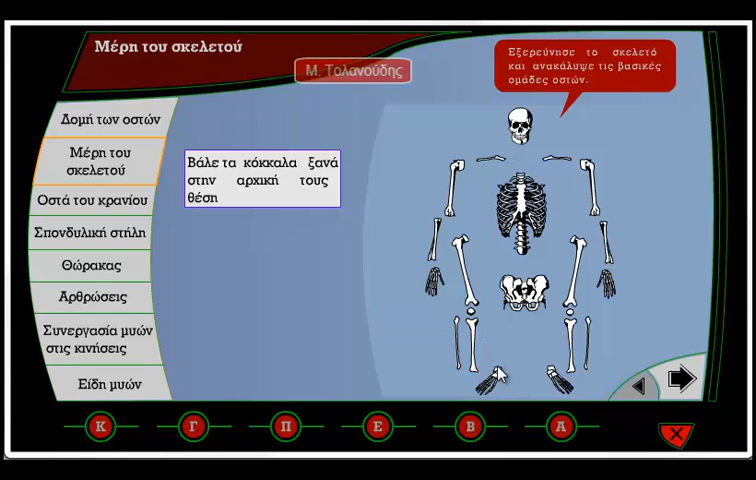 Μέρη του σκελετού
Μ. Τολανούδης
Εξερεύνησε το σκελετό
και ανακάλυψε τις βασικές
ομάδες οστών.
Δομή των οστών
Μέρη του
σκελετού
Οστά του κρανίου
Σπονδυλική στήλη
Θώρακας
Αρθρώσεις
Συνεργασία μυών
στις κινήσεις
Είδη μυών
Βάλε τα κόκκαλα ξανά
στην αρχική τους
θέση
Κ Γ Π Ε Β Α